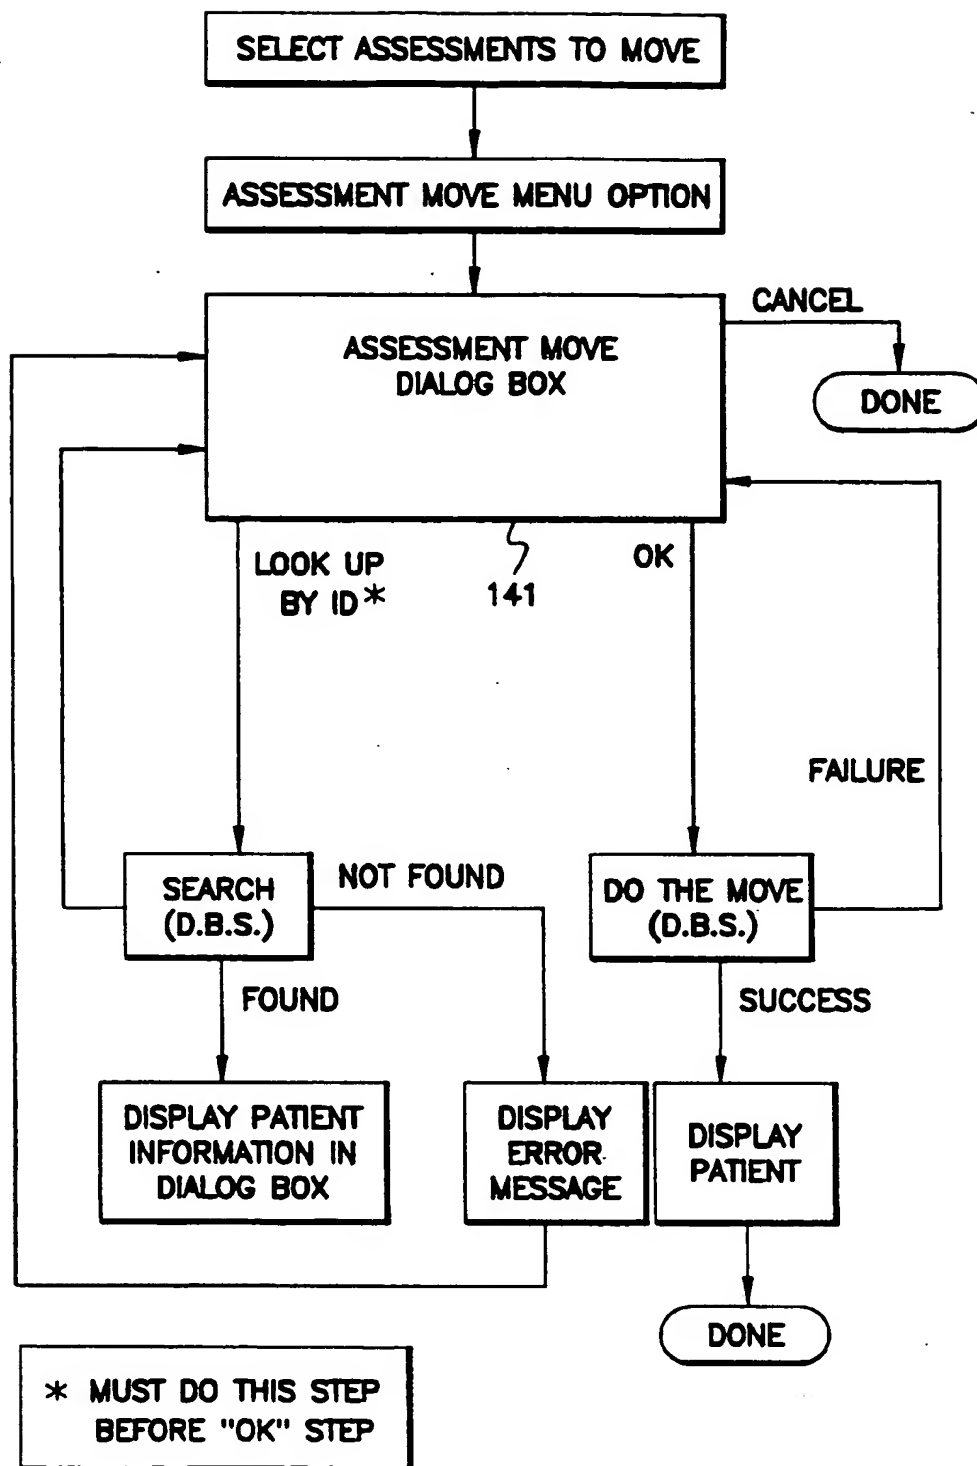 SELECT ASSESSMENTS TO MOVE
ASSESSMENT MOVE MENU OPTION
CANCEL
ASSESSMENT MOVE
DIALOG BOX
DONE
LOOK UP
BY ID*
141
OK
FAILURE
SEARCH
(D.B.S.)
NOT FOUND
DO THE MOVE
(D.B.S.)
FOUND
SUCCESS
DISPLAY PATIENT
INFORMATION IN
DIALOG BOX
DISPLAY
ERROR
MESSAGE
DISPLAY
PATIENT
DONE
* MUST DO THIS STEP
BEFORE "OK" STEP